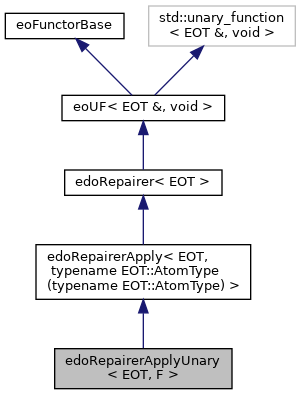 eoFunctorBase
std::unary_function
< EOT &, void >
eoUF< EOT &, void >
edoRepairer< EOT >
edoRepairerApply< EOT,
typename EOT::AtomType
(typename EOT::AtomType) >
edoRepairerApplyUnary
< EOT, F >